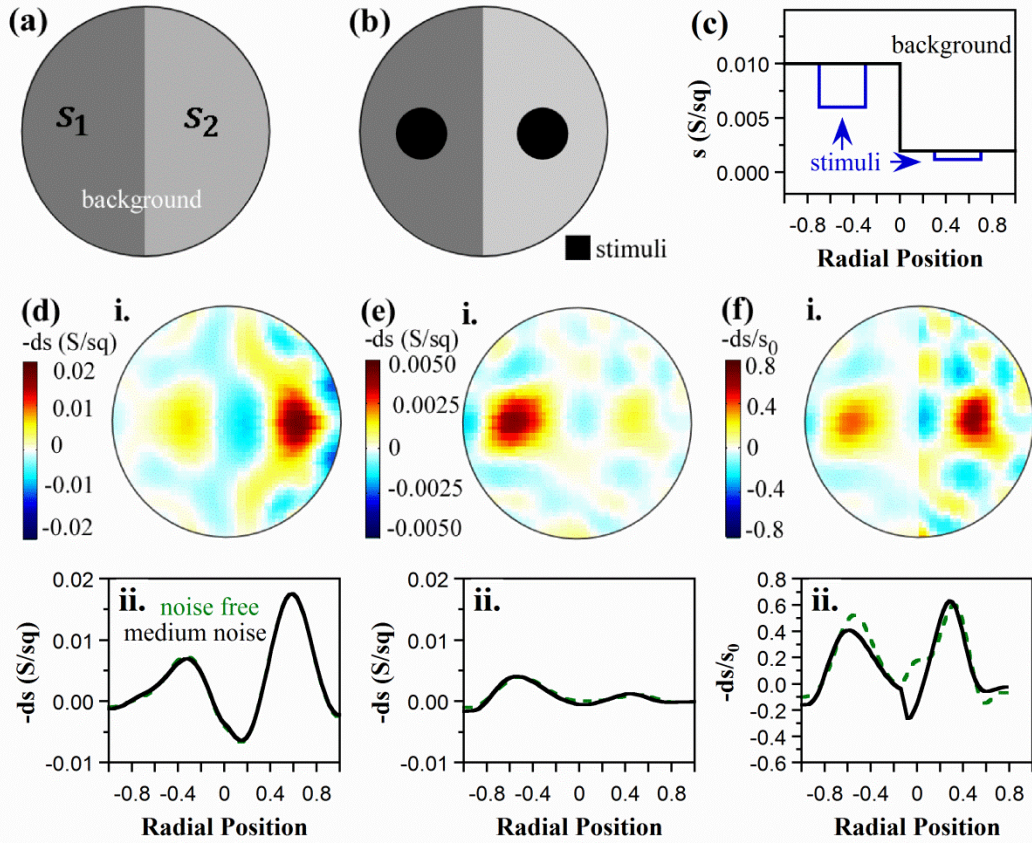 (a)
s1
s2
background
(b)
stimuli
(c)
background
s (S/sq)
0.010
0.005
0.000
stimuli
-0.8 -0.4 0 0.4 0.8
Radial Position
(d)
i.
-ds (S/sq)
0.02
0.01
0
-0.01
-0.02
(e)
i.
-ds (S/sq)
0.0050
0.0025
0
-0.0025
-0.0050
(f)
i.
-ds/s0
0.8
0.4
0
-0.4
-0.8
ii.
noise free
medium noise
-ds (S/sq)
0.02
0.01
0.00
-0.01
-0.8 -0.4 0 0.4 0.8
Radial Position
ii.
-ds (S/sq)
0.02
0.01
0.00
-0.01
-0.8 -0.4 0 0.4 0.8
Radial Position
ii.
-ds/s0
0.8
0.6
0.4
0.2
0.0
-0.2
-0.4
-0.6
-0.8 -0.4 0 0.4 0.8
Radial Position